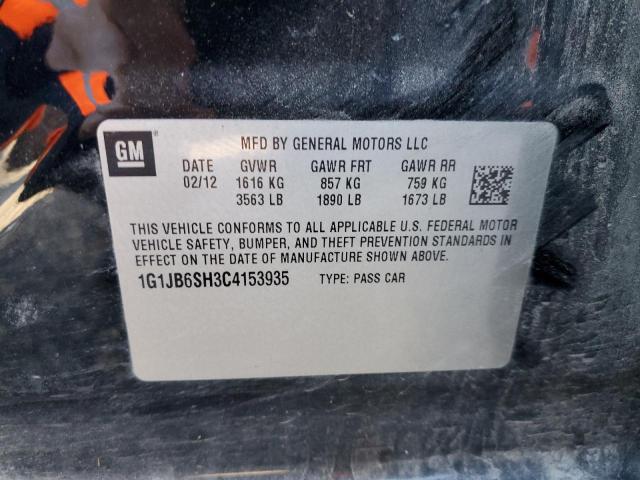 GM ®
MFD BY GENERAL MOTORS LLC
DATE GVWR GAWR FRT GAWR RR
02/12 1616 KG 857 KG 759 KG
3563 LB 1890 LB 1673 LB
THIS VEHICLE CONFORMS TO ALL APPLICABLE U.S. FEDERAL MOTOR
VEHICLE SAFETY, BUMPER, AND THEFT PREVENTION STANDARDS IN
EFFECT ON THE DATE OF MANUFACTURE SHOWN ABOVE.
1G1JB6SH3C4153935 TYPE: PASS CAR